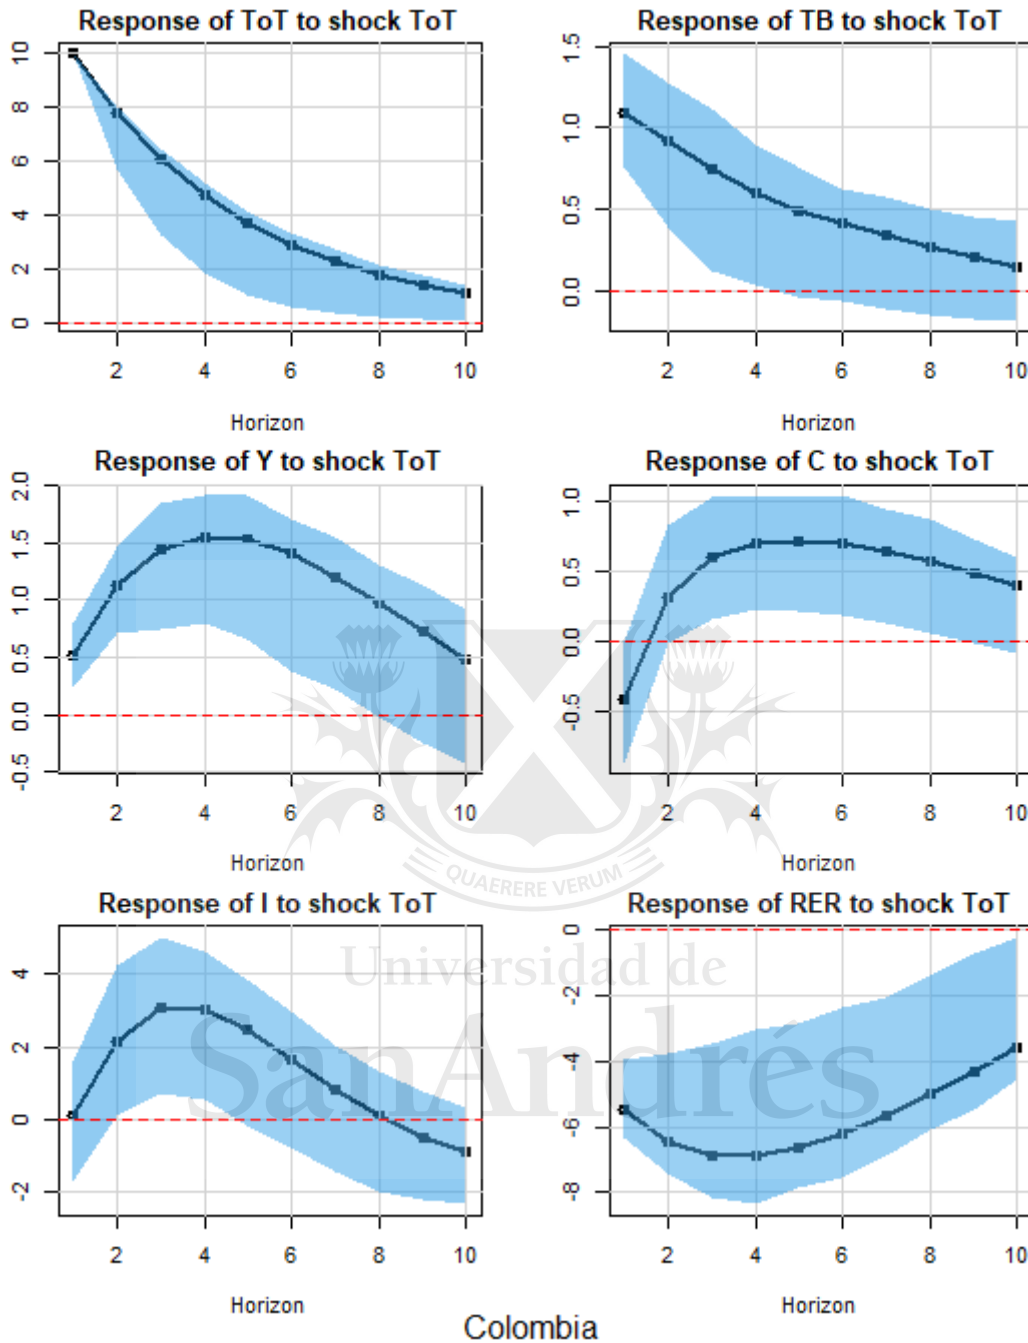 Response of ToT to shock ToT
Response of TB to shock ToT
10
8
6
4
2
0
1.5
1.0
0.5
0.0
2 4 6 8 10
2 4 6 8 10
Horizon
Horizon
Response of Y to shock ToT
Response of C to shock ToT
2.0
1.5
1.0
0.5
0.0
-0.5
1.0
0.5
0.0
-0.5
2 4 6 8 10
2 4 6 8 10
Horizon
Horizon
QUAERERE VERUM
Response of I to shock ToT
Response of RER to shock ToT
Universidad de
SanAndrés
4
2
0
-2
0
-2
-4
-6
-8
2 4 6 8 10
2 4 6 8 10
Horizon
Horizon
Colombia